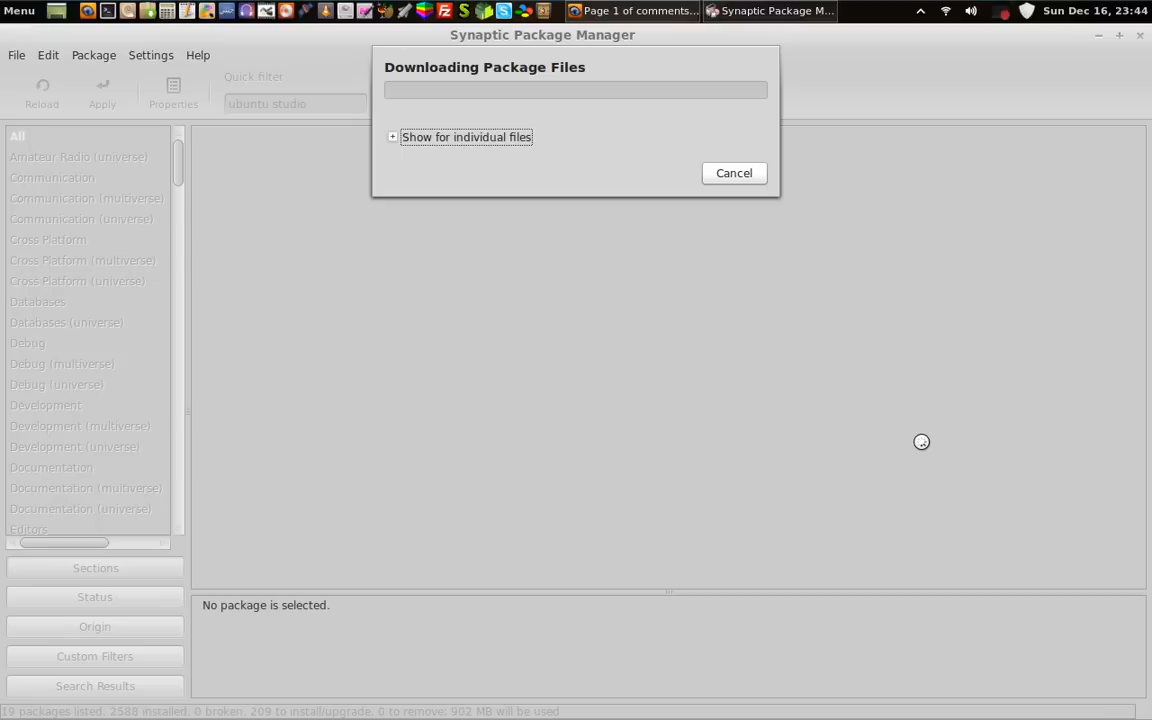 Menu
Page 1 of comments...
Synaptic Package M...
Sun Dec 16, 23:44
Synaptic Package Manager
File Edit Package Settings Help
Reload
Apply
Properties
Quick filter
ubuntu studio
Downloading Package Files
Show for individual files
Cancel
All
Amateur Radio (universe)
Communication
Communication (multiverse)
Communication (universe)
Cross Platform
Cross Platform (multiverse)
Cross Platform (universe)
Databases
Databases (universe)
Debug
Debug (multiverse)
Debug (universe)
Development
Development (multiverse)
Development (universe)
Documentation
Documentation (multiverse)
Documentation (universe)
Editors
Sections
Status
Origin
Custom Filters
Search Results
No package is selected.
19 packages listed, 2588 installed, 0 broken. 209 to install/upgrade, 0 to remove; 902 MB will be used